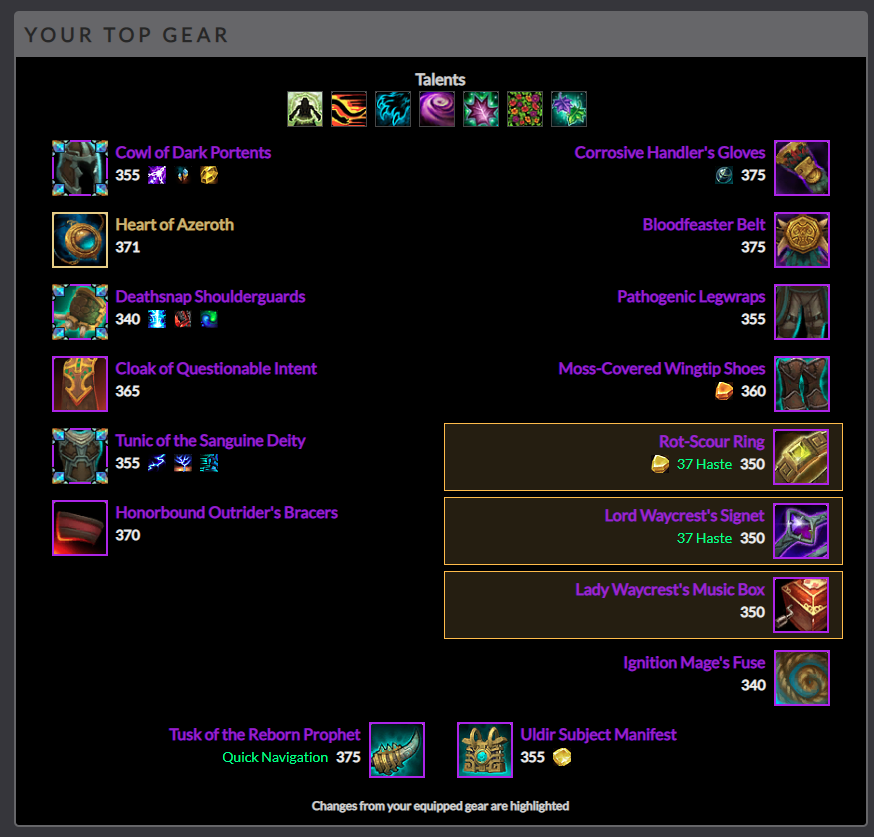 YOUR TOP GEAR
Talents
Cowl of Dark Portents
355
Heart of Azeroth
371
Deathsnap Shoulderguards
340
Cloak of Questionable Intent
365
Tunic of the Sanguine Deity
355
Honorbound Outrider's Bracers
370
Corrosive Handler's Gloves
375
Bloodfeaster Belt
375
Pathogenic Legwraps
355
Moss-Covered Wingtip Shoes
360
Rot-Scour Ring
37 Haste 350
Lord Waycrest's Signet
37 Haste 350
Lady Waycrest's Music Box
350
Ignition Mage's Fuse
340
Tusk of the Reborn Prophet
Quick Navigation 375
Uldir Subject Manifest
355
Changes from your equipped gear are highlighted